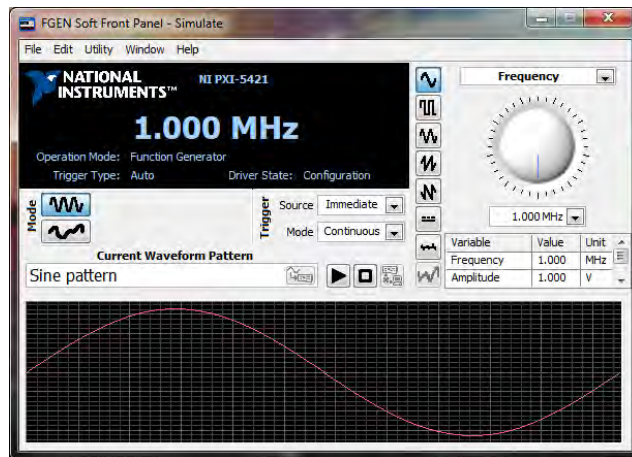 FGEN Soft Front Panel - Simulate
File Edit Utility Window Help
NATIONAL INSTRUMENTS™
NI PXI-5421
1.000 MHz
Operation Mode: Function Generator
Trigger Type: Auto Driver State: Configuration
Mode
Trigger
Source Immediate
Mode Continuous
Current Waveform Pattern
Sine pattern
Frequency
1.000 MHz
Variable Value Unit
Frequency 1.000 MHz
Amplitude 1.000 V